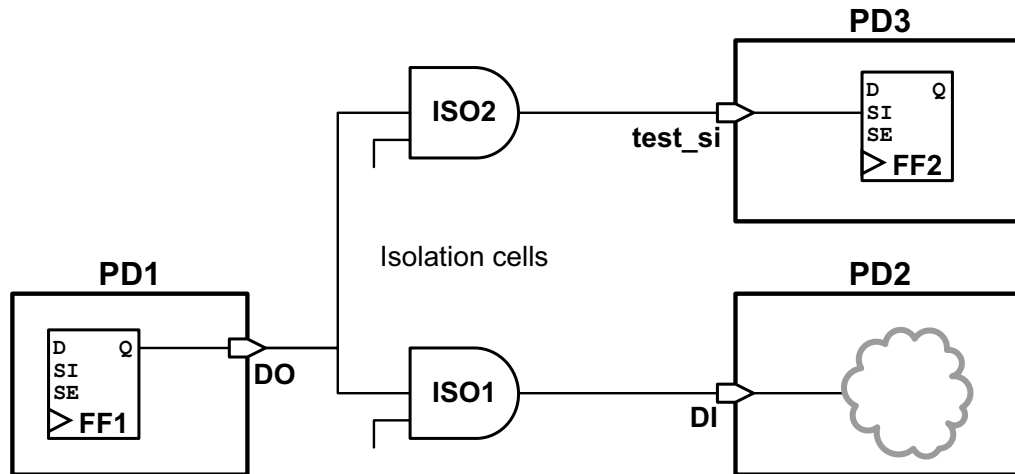 PD3
ISO2
D Q
SI
SE
FF2
test_si
Isolation cells
PD1
PD2
D Q
SI
SE
FF1
DO
ISO1
DI